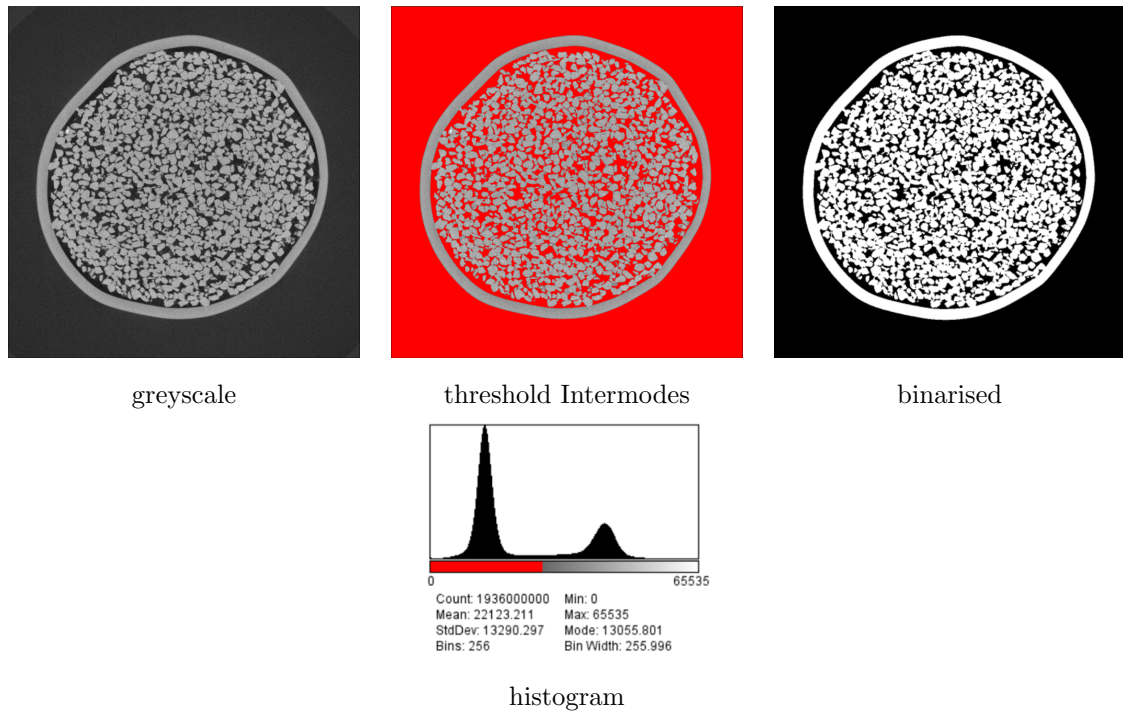 greyscale
threshold Intermodes
binarised
0 65535
Count: 1936000000 Min: 0
Mean: 22123.211 Max: 65535
StdDev: 13290.297 Mode: 13055.801
Bins: 256 Bin Width: 255.996
histogram